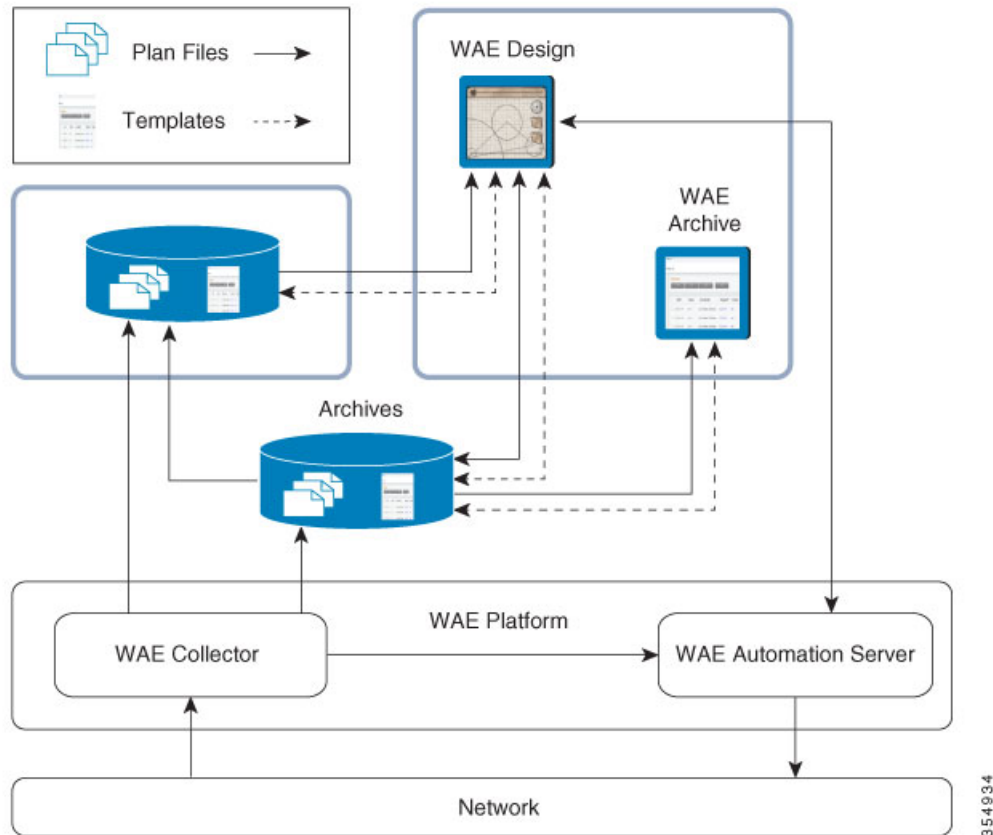 Plan Files
Templates
WAE Design
WAE
Archive
Archives
WAE Platform
WAE Collector
WAE Automation Server
Network
354934